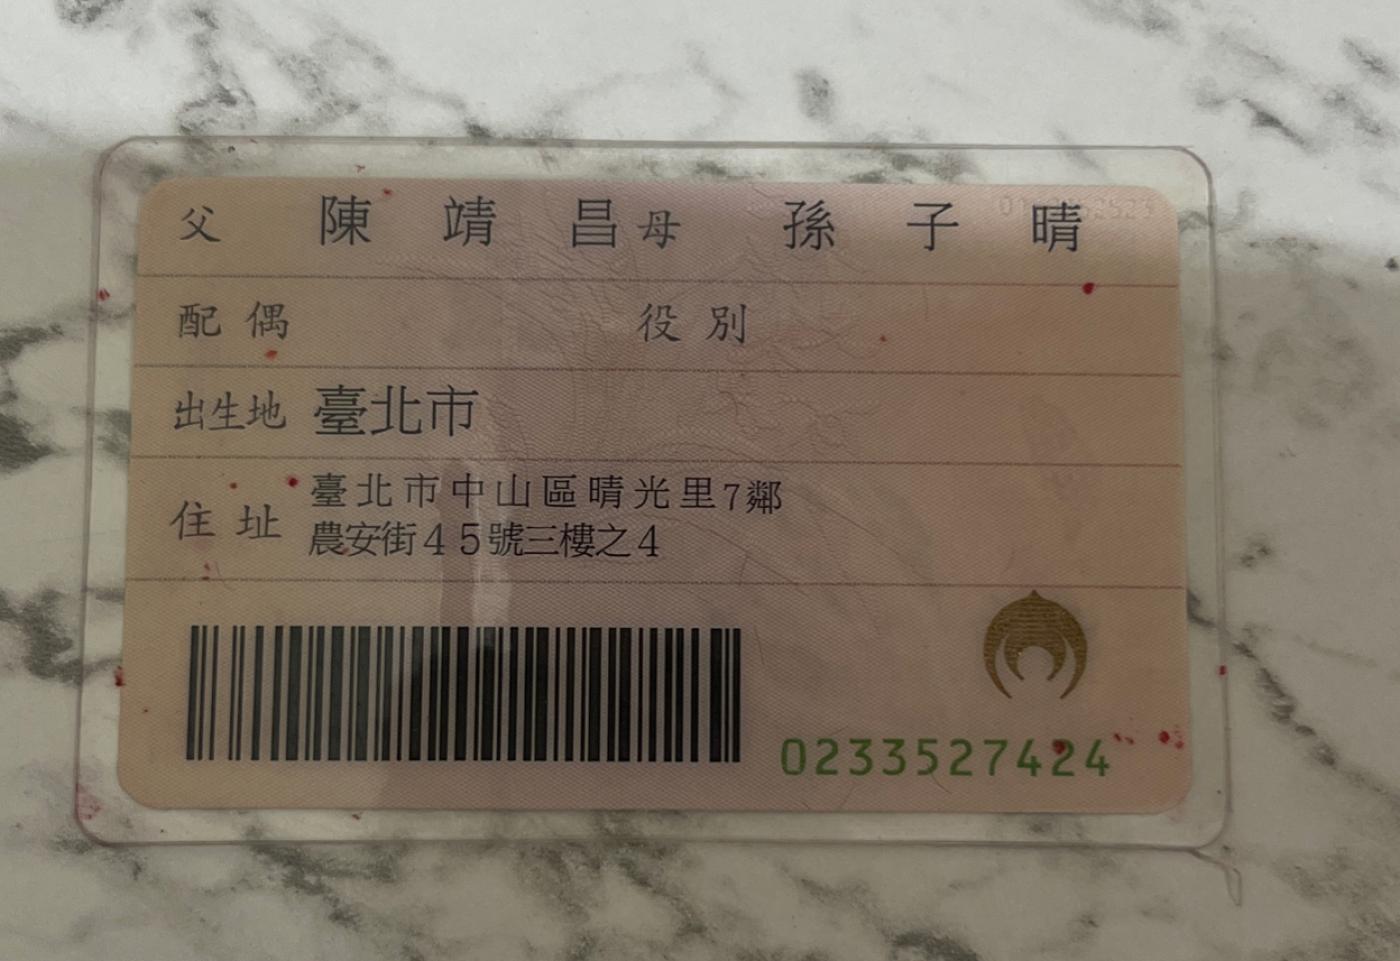 父 陳靖昌 母 孫子晴
配偶 役別
出生地 臺北市
住址 臺北市中山區晴光里7鄰
農安街45號三樓之4
0233527424